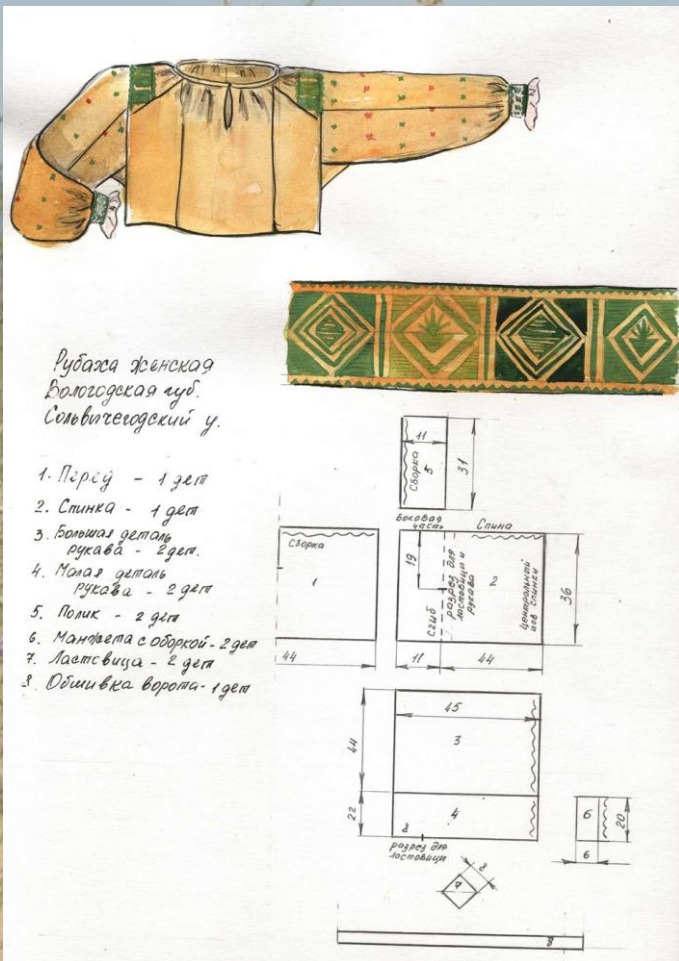 Рубаха женская
Вологодская губ.
Сольвычегодский у.
1. Перед - 1 дет
2. Спинка - 1 дет
3. Большая деталь
рукава - 2 дет.
4. Малая деталь
рукава - 2 дет
5. Полик - 2 дет
6. Манжета с оборкой - 2 дет
7. Ластовица - 2 дет
8. Обшивка ворота - 1 дет
11
Сборка
5
31
Боковая
часть
Спина
Сборка
1
44
19
Сгиб
разрез для
ластовицы и
рукава
2
Центральный
шов спинки
36
11
44
45
3
44
4
22
8
разрез для
ластовицы
6
20
6
7
8
8